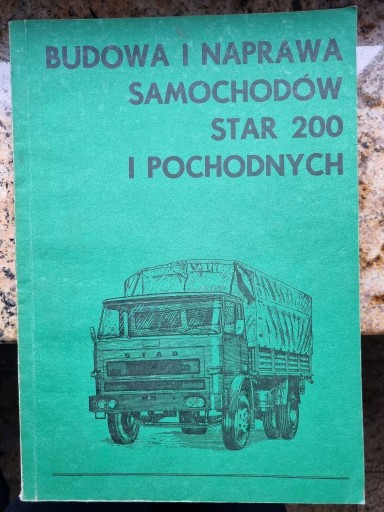 BUDOWA I NAPRAWA
SAMOCHODÓW
STAR 200
I POCHODNYCH
STAR